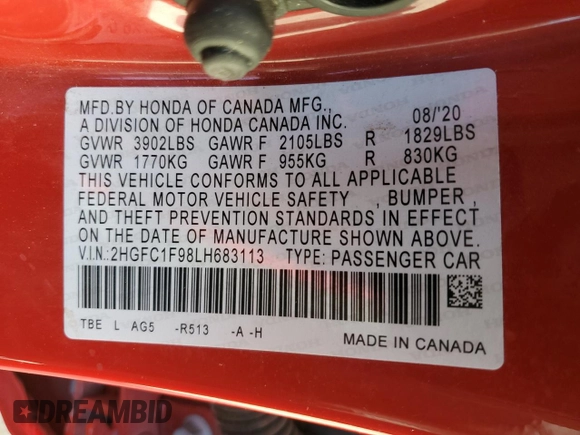 MFD.BY HONDA OF CANADA MFG.,
A DIVISION OF HONDA CANADA INC. 08/'20
GVWR 3902LBS GAWR F 2105LBS R 1829LBS
GVWR 1770KG GAWR F 955KG R 830KG
THIS VEHICLE CONFORMS TO ALL APPLICABLE
FEDERAL MOTOR VEHICLE SAFETY , BUMPER ,
AND THEFT PREVENTION STANDARDS IN EFFECT
ON THE DATE OF MANUFACTURE SHOWN ABOVE.
V.I.N.:2HGFC1F98LH683113 TYPE: PASSENGER CAR
TBE L AG5 -R513 -A -H
MADE IN CANADA
DREAMBID